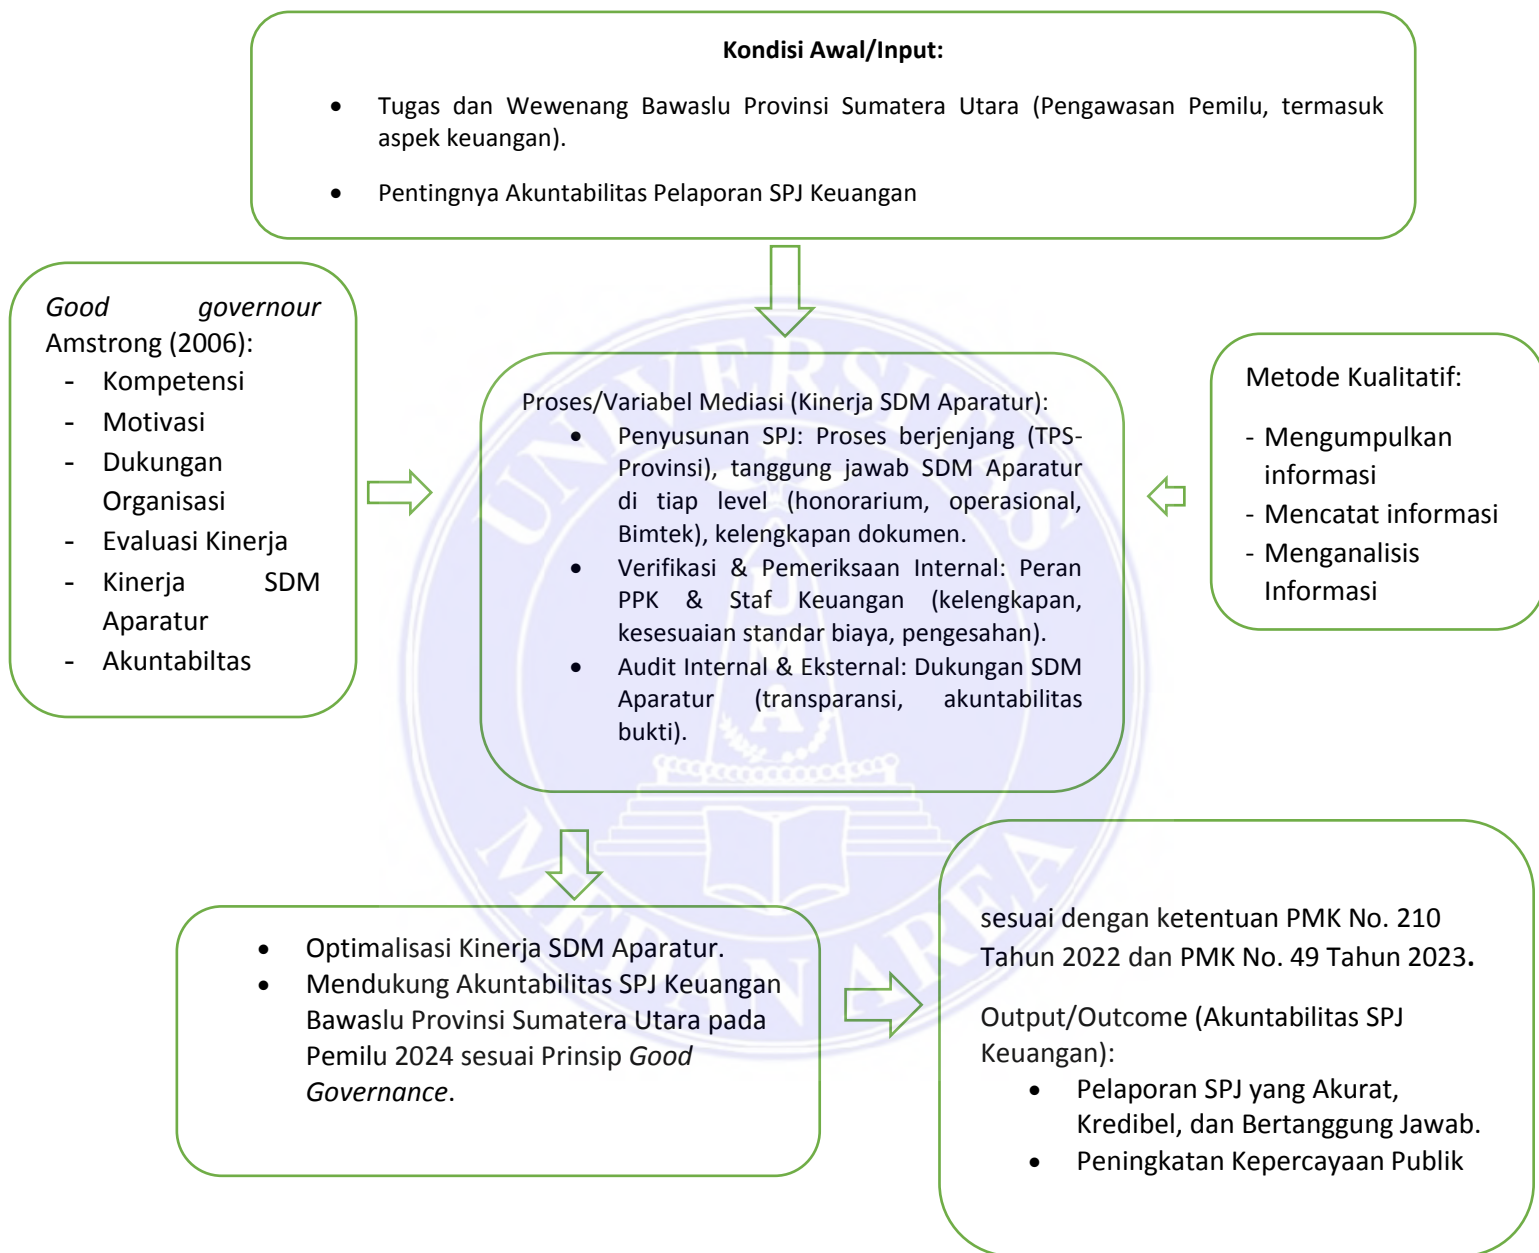 Kondisi Awal/Input:
• Tugas dan Wewenang Bawaslu Provinsi Sumatera Utara (Pengawasan Pemilu, termasuk
aspek keuangan).
• Pentingnya Akuntabilitas Pelaporan SPJ Keuangan
Good governour
Amstrong (2006):
- Kompetensi
- Motivasi
- Dukungan
Organisasi
- Evaluasi Kinerja
- Kinerja SDM
Aparatur
- Akuntabiltas
Proses/Variabel Mediasi (Kinerja SDM Aparatur):
• Penyusunan SPJ: Proses berjenjang (TPS-
Provinsi), tanggung jawab SDM Aparatur
di tiap level (honorarium, operasional,
Bimtek), kelengkapan dokumen.
• Verifikasi & Pemeriksaan Internal: Peran
PPK & Staf Keuangan (kelengkapan,
kesesuaian standar biaya, pengesahan).
• Audit Internal & Eksternal: Dukungan SDM
Aparatur (transparansi, akuntabilitas
bukti).
Metode Kualitatif:
- Mengumpulkan
informasi
- Mencatat informasi
- Menganalisis
Informasi
• Optimalisasi Kinerja SDM Aparatur.
• Mendukung Akuntabilitas SPJ Keuangan
Bawaslu Provinsi Sumatera Utara pada
Pemilu 2024 sesuai Prinsip Good
Governance.
sesuai dengan ketentuan PMK No. 210
Tahun 2022 dan PMK No. 49 Tahun 2023.
Output/Outcome (Akuntabilitas SPJ
Keuangan):
• Pelaporan SPJ yang Akurat,
Kredibel, dan Bertanggung Jawab.
• Peningkatan Kepercayaan Publik
UNIVERSITAS
MEDAN AREA
UMA